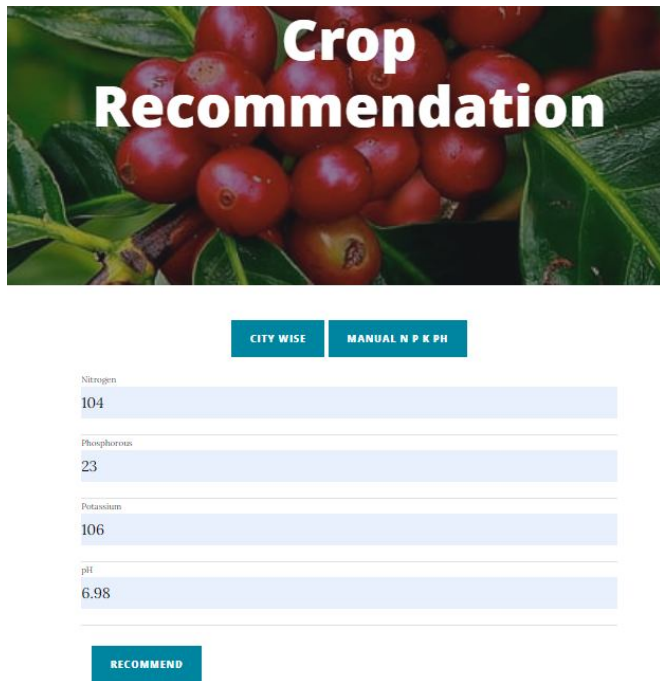 Crop
Recommendation
CITY WISE
MANUAL N P K PH
Nitrogen
104
Phosphorous
23
Potassium
106
pH
6.98
RECOMMEND